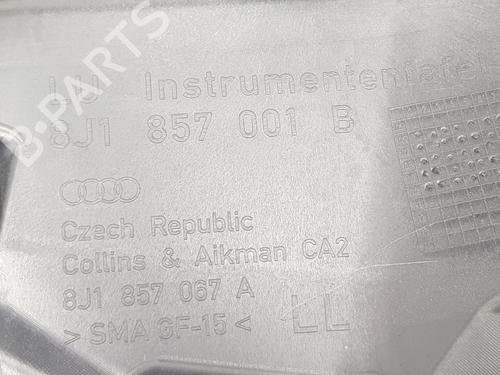 Instrumententafel
8J1 857 001 B
Czech Republic
Collins & Aikman CA2
8J1 857 067 A
>SMA GF-15<
LL
B-PARTS